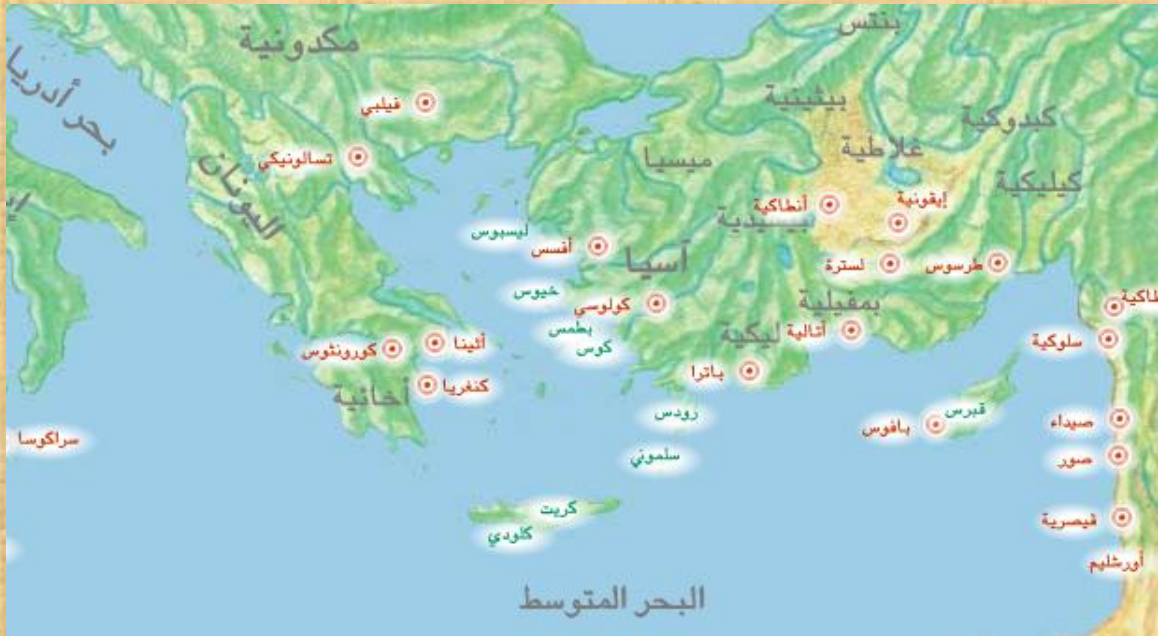 بنتس
مكدونية
بحر أدريا
بيثينية
فيلبي
كبدوكية
غلاطية
ميسيا
تسالونيكي
كيليكية
اليونان
إيقونية
أنطاكية
بيسيدية
ليسبوس
أفسس
آسيا
لسترة
طرسوس
خيوس
كولوسي
بمفيلية
بطمس
أتالية
ليكية
سلوكية
كوس
أثينا
كورونثوس
باترا
كنغريا
أخائية
رودس
قبرس
بافوس
صيداء
سراكوسا
سلموني
صور
كريت
قيصرية
كلودي
أورشليم
البحر المتوسط